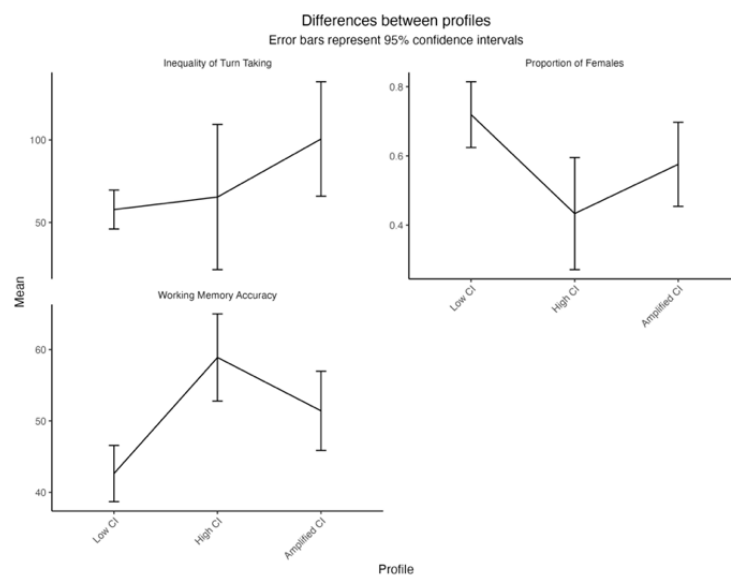 Differences between profiles
Error bars represent 95% confidence intervals
Inequality of Turn Taking
Proportion of Females
100
50
0.8
0.6
0.4
Low CI
High CI
Amplified CI
Mean
Working Memory Accuracy
60
50
40
Low CI
High CI
Amplified CI
Profile